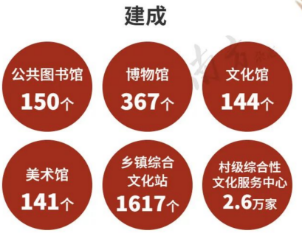 建成
公共图书馆
150个
博物馆
367个
文化馆
144个
美术馆
141个
乡镇综合
文化站
1617个
村级综合性
文化服务中心
2.6万家